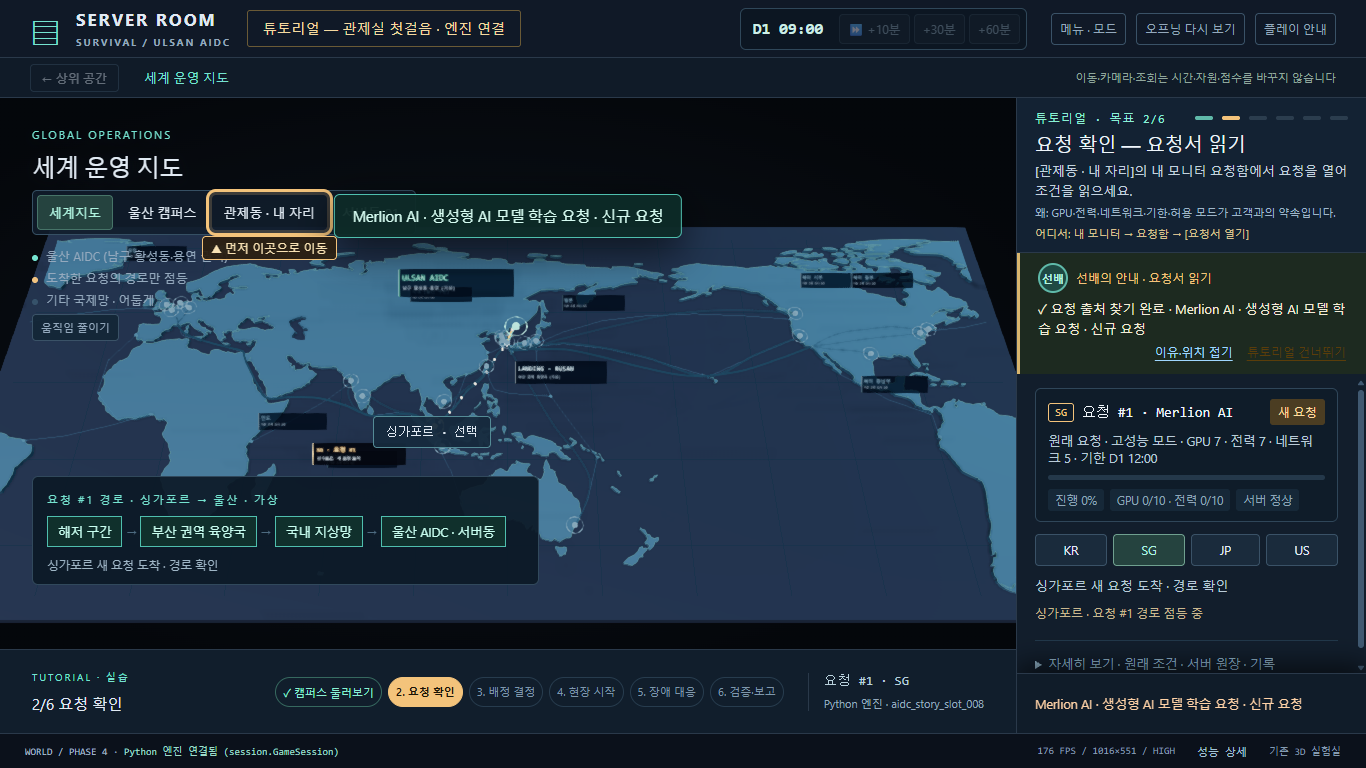 SERVER ROOM
SURVIVAL / ULSAN AIDC
튜토리얼 — 관제실 첫걸음 · 엔진 연결
D1 09:00
+10분
+30분
+60분
메뉴 · 모드
오프닝 다시 보기
플레이 안내
← 상위 공간
세계 운영 지도
이동·카메라·조회는 시간·자원·점수를 바꾸지 않습니다
GLOBAL OPERATIONS
세계 운영 지도
세계지도
울산 캠퍼스
관제동 · 내 자리
Merlion AI · 생성형 AI 모델 학습 요청 · 신규 요청
▲ 먼저 이곳으로 이동
울산 AIDC (남구 황성동·용연
도착한 요청의 경로만 점등
기타 국제망 · 어둡게
움직임 줄이기
ULSAN AIDC
LANDING · BUSAN
싱가포르 · 선택
요청 #1 경로 · 싱가포르 → 울산 · 가상
해저 구간 → 부산 권역 육양국 → 국내 지상망 → 울산 AIDC · 서버동
싱가포르 새 요청 도착 · 경로 확인
튜토리얼 · 목표 2/6
요청 확인 — 요청서 읽기
[관제동 · 내 자리]의 내 모니터 요청함에서 요청을 열어
조건을 읽으세요.
왜: GPU·전력·네트워크·기한·허용 모드가 고객과의 약속입니다.
어디서: 내 모니터 → 요청함 → [요청서 열기]
선배
선배의 안내 · 요청서 읽기
✓ 요청 출처 찾기 완료 · Merlion AI · 생성형 AI 모델 학
습 요청 · 신규 요청
이유·위치 접기
튜토리얼 건너뛰기
SG
요청 #1 · Merlion AI
새 요청
원래 요청 · 고성능 모드 · GPU 7 · 전력 7 · 네트워
크 5 · 기한 D1 12:00
진행 0%
GPU 0/10 · 전력 0/10
서버 정상
KR
SG
JP
US
싱가포르 새 요청 도착 · 경로 확인
싱가포르 · 요청 #1 경로 점등 중
▶ 자세히 보기 · 원래 조건 · 서버 원장 · 기록
Merlion AI · 생성형 AI 모델 학습 요청 · 신규 요청
TUTORIAL · 실습
2/6 요청 확인
✓ 캠퍼스 둘러보기
2. 요청 확인
3. 배정 결정
4. 현장 시작
5. 장애 대응
6. 검증·보고
요청 #1 · SG
Python 엔진 · aidc_story_slot_008
WORLD / PHASE 4 · Python 엔진 연결됨 (session.GameSession)
176 FPS / 1016×551 / HIGH
성능 상세
기존 3D 실험실